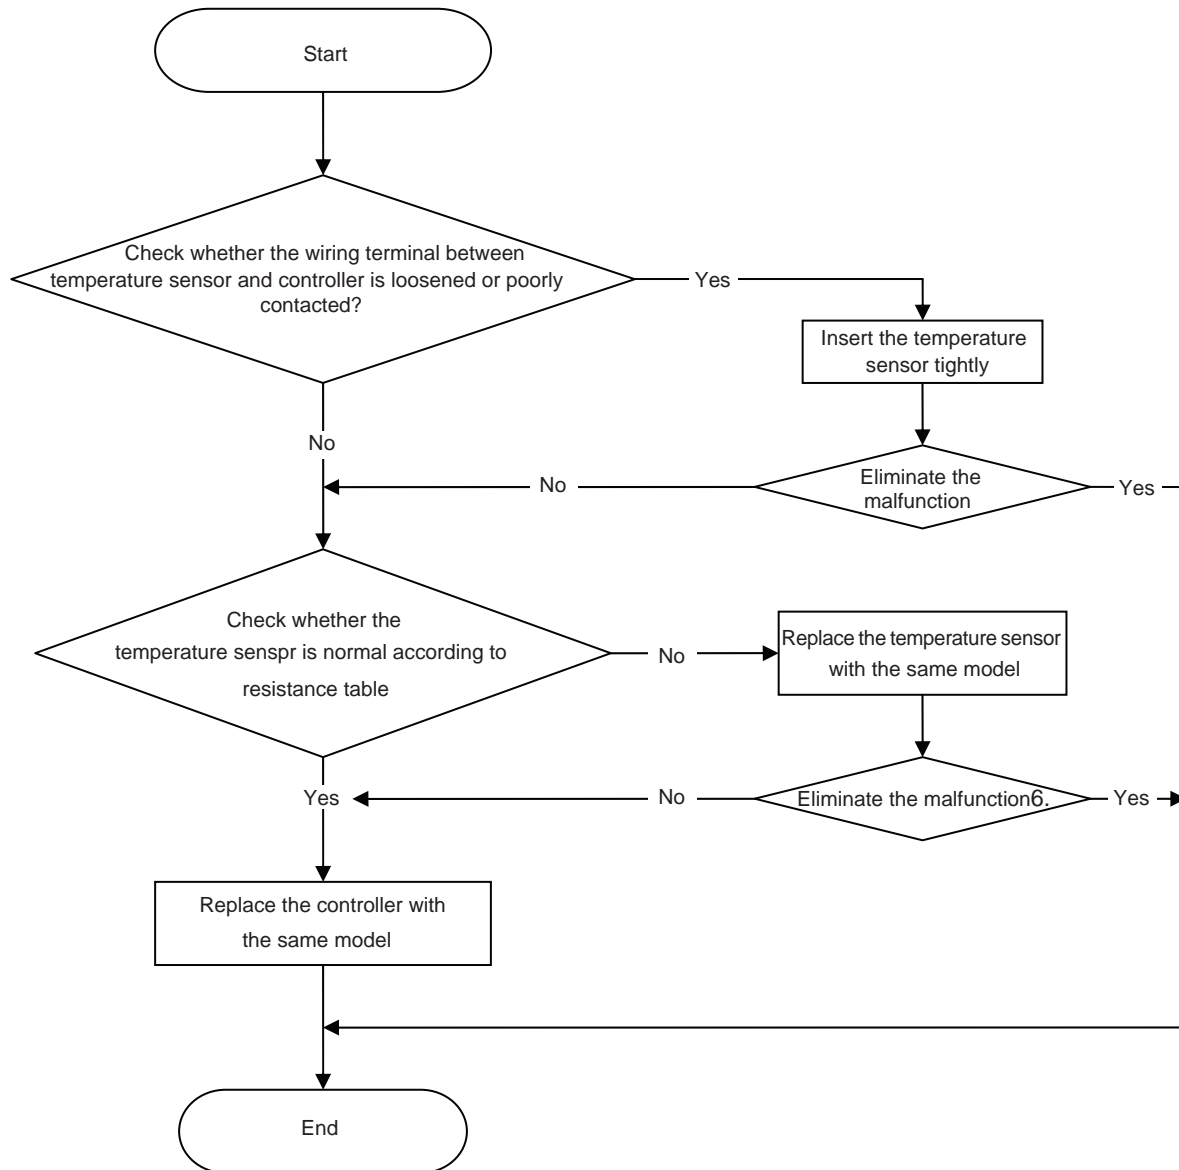 Start
Check whether the wiring terminal between
temperature sensor and controller is loosened or poorly
contacted?
Yes
Insert the temperature
sensor tightly
No
Eliminate the
malfunction
No
Yes
Check whether the
temperature senspr is normal according to
resistance table
No
Replace the temperature sensor
with the same model
Yes
No
Eliminate the malfunction6.
Yes
Replace the controller with
the same model
End